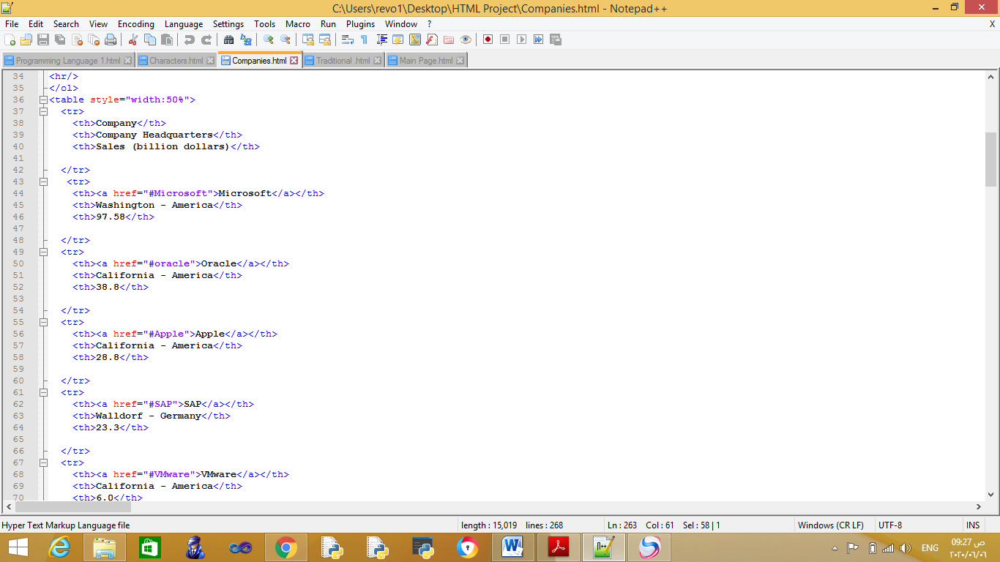 C:\Users\revo1\Desktop\HTML Project\Companies.html - Notepad++
File Edit Search View Encoding Language Settings Tools Macro Run Plugins Window ? X
Programming Language 1.html Characters.html Companies.html Traditional .html Main Page.html
34 <hr/>
35 </ol>
36 <table style="width:50%">
37 <tr>
38 <th>Company</th>
39 <th>Company Headquarters</th>
40 <th>Sales (billion dollars)</th>
41
42 </tr>
43 <tr>
44 <th><a href="#Microsoft">Microsoft</a></th>
45 <th>Washington - America</th>
46 <th>97.58</th>
47
48 </tr>
49 <tr>
50 <th><a href="#oracle">Oracle</a></th>
51 <th>California - America</th>
52 <th>38.8</th>
53
54 </tr>
55 <tr>
56 <th><a href="#Apple">Apple</a></th>
57 <th>California - America</th>
58 <th>28.8</th>
59
60 </tr>
61 <tr>
62 <th><a href="#SAP">SAP</a></th>
63 <th>Walldorf - Germany</th>
64 <th>23.3</th>
65
66 </tr>
67 <tr>
68 <th><a href="#VMware">VMware</a></th>
69 <th>California - America</th>
70 <th>6.0</th>
Hyper Text Markup Language file length : 15,019 lines : 268 Ln : 263 Col : 61 Sel : 58 | 1 Windows (CR LF) UTF-8 INS
ENG 09:27 ص
٢٠٢٠/٠٦/٠٦